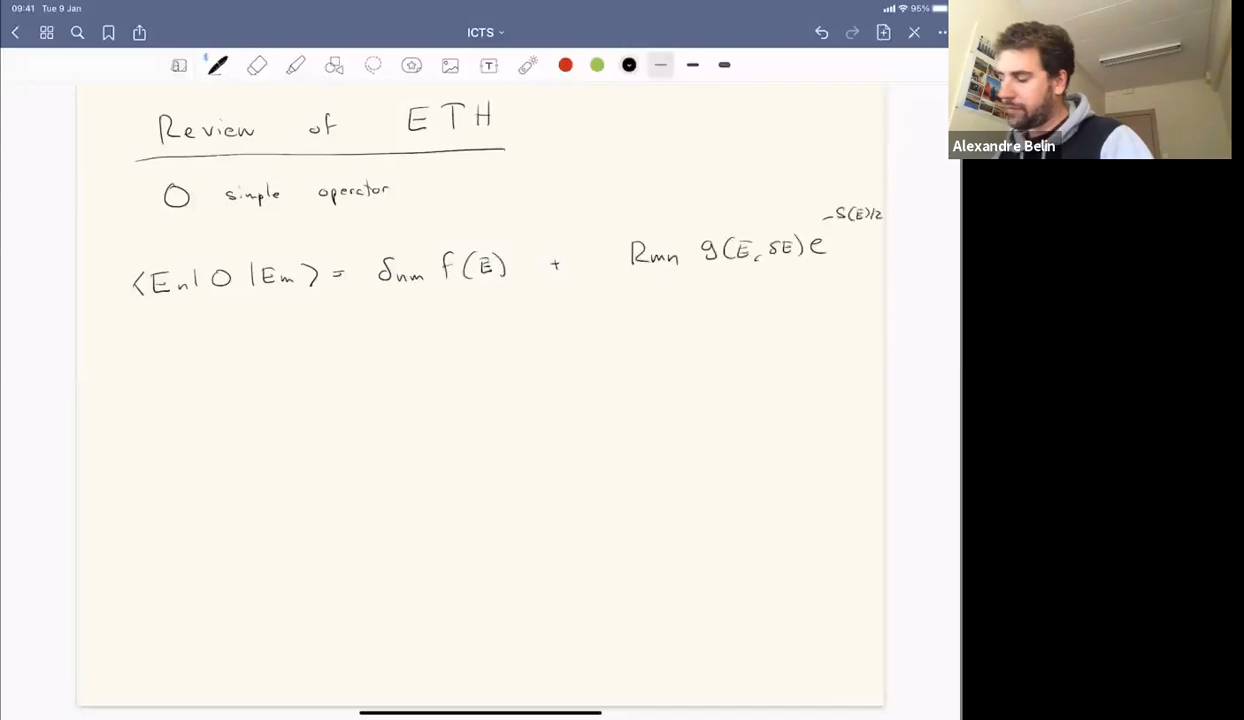 09:41 Tue 9 Jan
95%
ICTS
Alexandre Belin
Review of ETH
O simple operator
⟨En| O |Em⟩ = δnm f(E) + Rmn g(E, δE) e^{-S(E)/2}